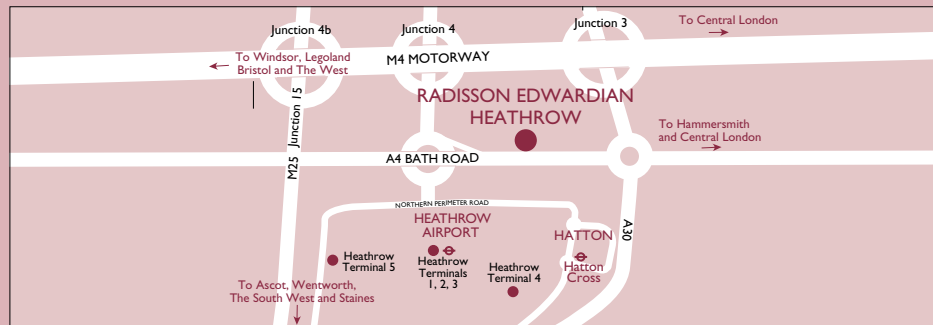 Junction 4b
Junction 4
Junction 3
To Central London
To Windsor, Legoland
Bristol and The West
M4 MOTORWAY
RADISSON EDWARDIAN
HEATHROW
M25 Junction 15
To Hammersmith
and Central London
A4 BATH ROAD
NORTHERN PERIMETER ROAD
HEATHROW
AIRPORT
HATTON
A30
Heathrow
Terminal 5
Heathrow
Terminals
1, 2, 3
Heathrow
Terminal 4
Hatton
Cross
To Ascot, Wentworth,
The South West and Staines